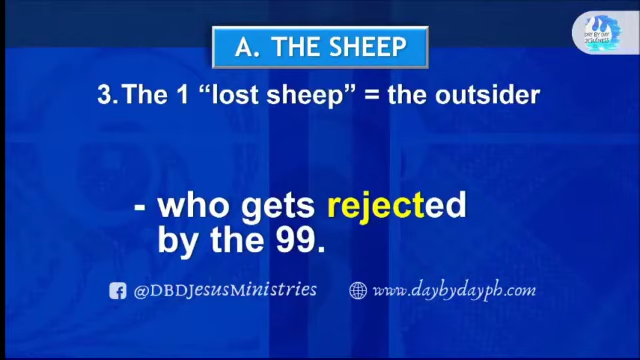 A. THE SHEEP
3. The 1 “lost sheep” = the outsider
- who gets rejected
by the 99.
@DBDJesusMinistries www.daybydayph.com